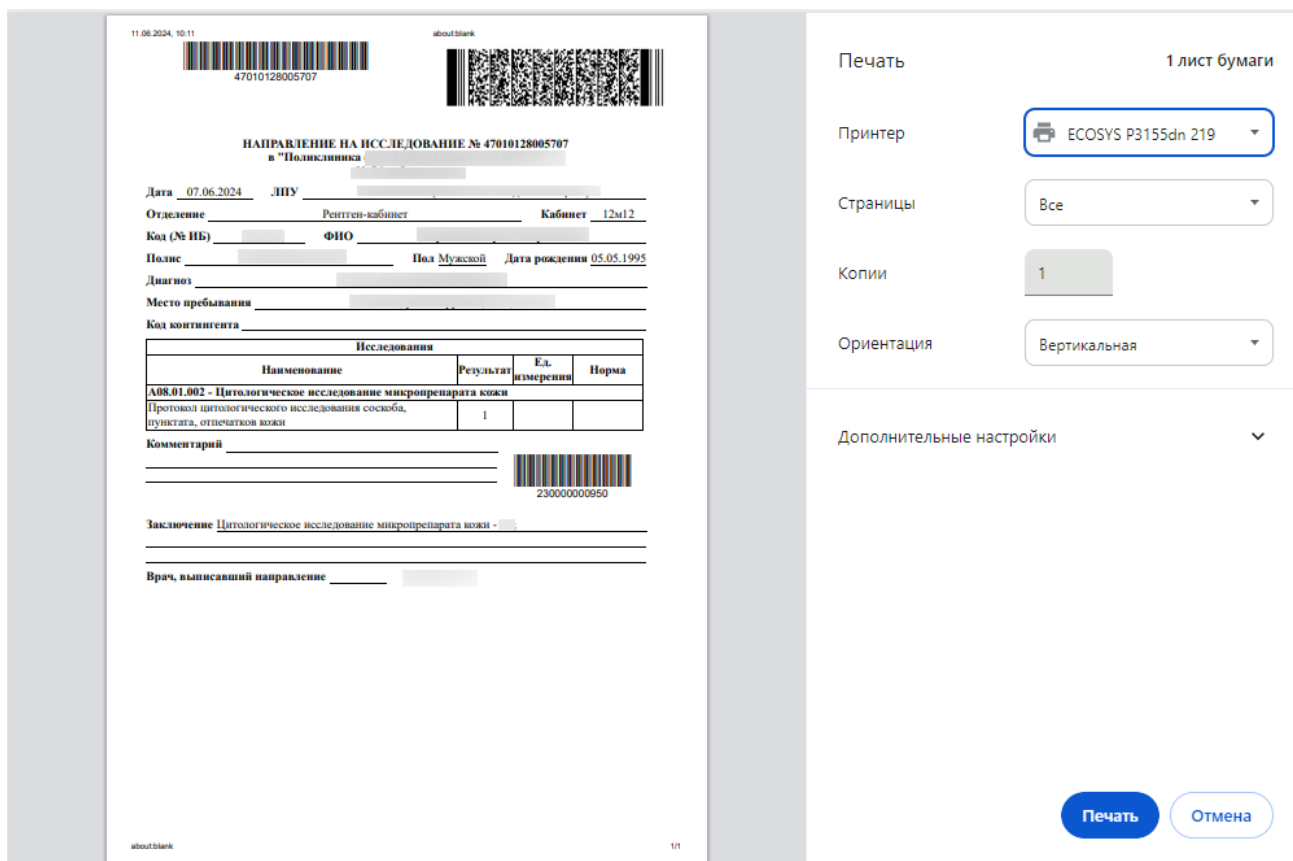 11.06.2024, 10:11 about:blank
47010128005707
НАПРАВЛЕНИЕ НА ИССЛЕДОВАНИЕ № 47010128005707
в "Поликлиника
Дата 07.06.2024 ЛПУ
Отделение Рентген-кабинет Кабинет 12м12
Код (№ ИБ) ФИО
Полис Пол Мужской Дата рождения 05.05.1995
Диагноз
Место пребывания
Код контингента
Исследования
Наименование Результат Ед. измерения Норма
A08.01.002 - Цитологическое исследование микропрепарата кожи
Протокол цитологического исследования соскоба,
пунктата, отпечатков кожи 1
Комментарий
230000000950
Заключение Цитологическое исследование микропрепарата кожи -
Врач, выписавший направление
about:blank 1/1
Печать 1 лист бумаги
Принтер ECOSYS P3155dn 219
Страницы Все
Копии 1
Ориентация Вертикальная
Дополнительные настройки
Печать Отмена